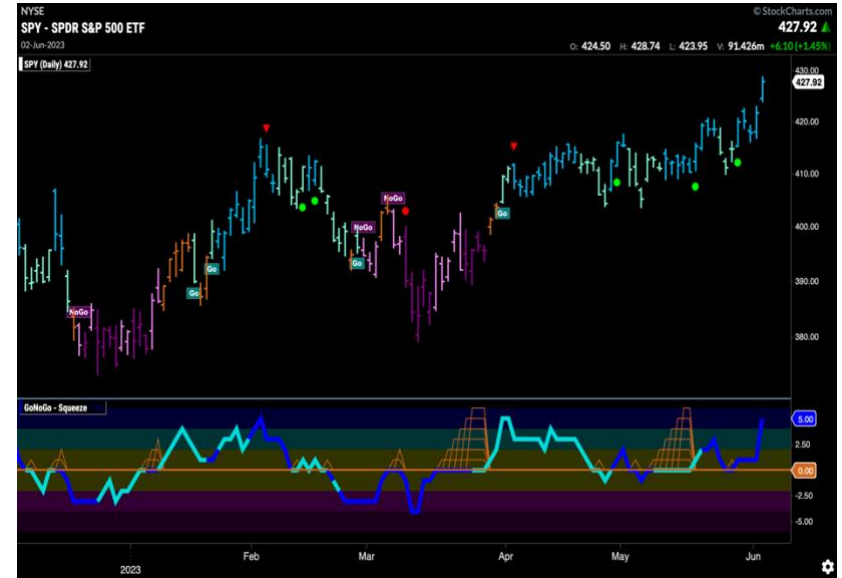 NYSE
© StockCharts.com
SPY - SPDR S&P 500 ETF
427.92
02-Jun-2023
O: 424.50 H: 428.74 L: 423.95 V: 91.426m +6.10 (+1.45%)
SPY (Daily) 427.92
430.00
427.92
420.00
410.00
NoGo
Go
NoGo
400.00
Go
Go
390.00
Go
NoGo
380.00
GoNoGo - Squeeze
5.00
2.50
0.00
-2.50
-5.00
Feb
Mar
Apr
May
Jun
2023